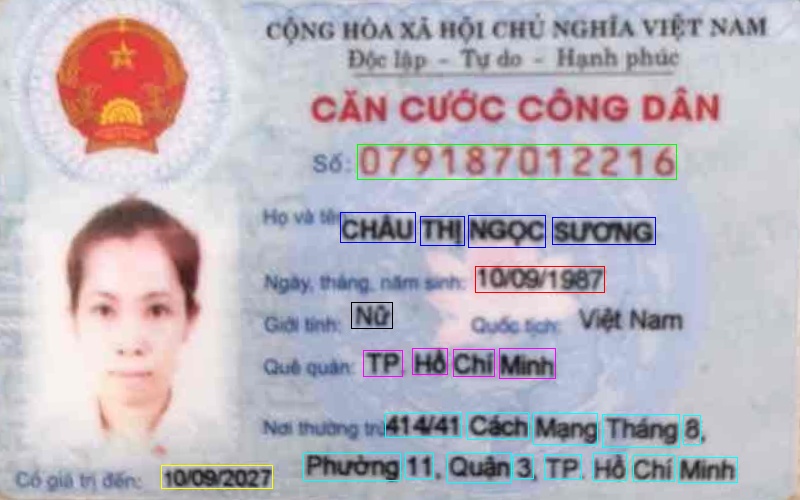 CỘNG HÒA XÃ HỘI CHỦ NGHĨA VIỆT NAM
Độc lập - Tự do - Hạnh phúc
CĂN CƯỚC CÔNG DÂN
Số: 079187012216
Họ và tên CHÂU THỊ NGỌC SƯƠNG
Ngày, tháng, năm sinh: 10/09/1987
Giới tính: Nữ Quốc tịch: Việt Nam
Quê quán: TP. Hồ Chí Minh
Nơi thường trú 414/41 Cách Mạng Tháng 8,
Phường 11, Quận 3, TP. Hồ Chí Minh
Có giá trị đến: 10/09/2027